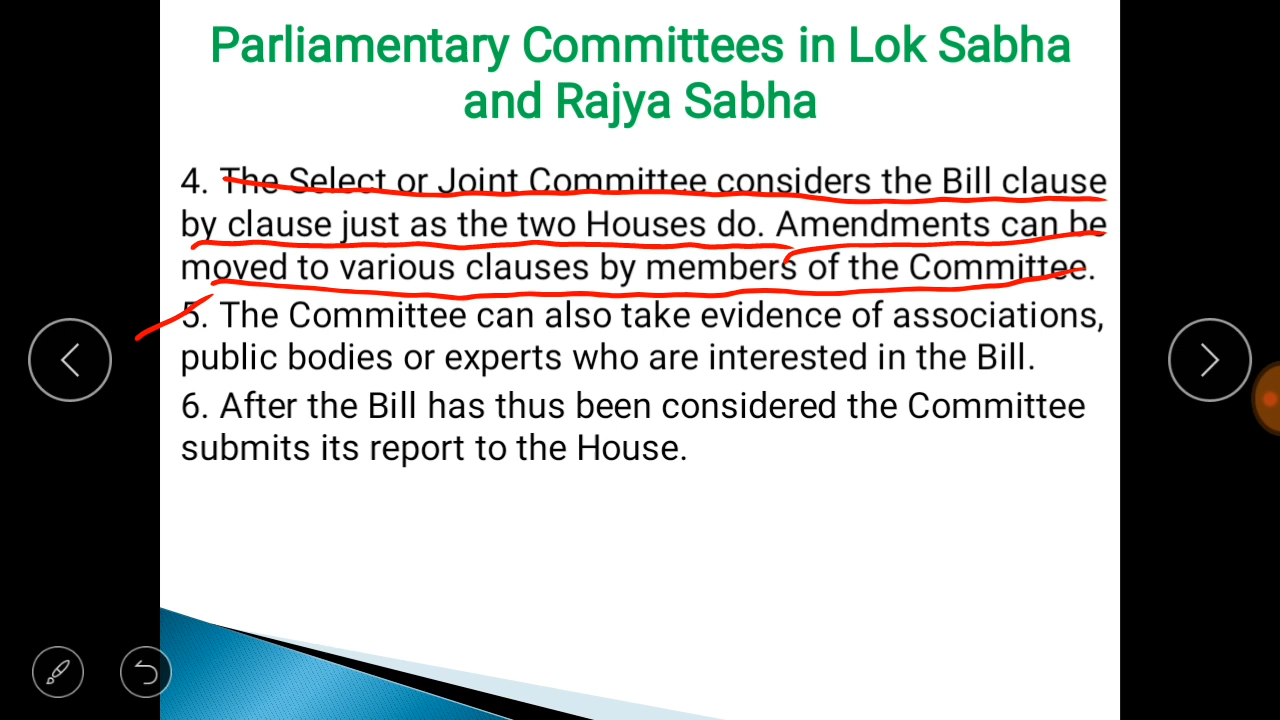 Parliamentary Committees in Lok Sabha
and Rajya Sabha
4. The Select or Joint Committee considers the Bill clause
by clause just as the two Houses do. Amendments can be
moved to various clauses by members of the Committee.
5. The Committee can also take evidence of associations,
public bodies or experts who are interested in the Bill.
6. After the Bill has thus been considered the Committee
submits its report to the House.